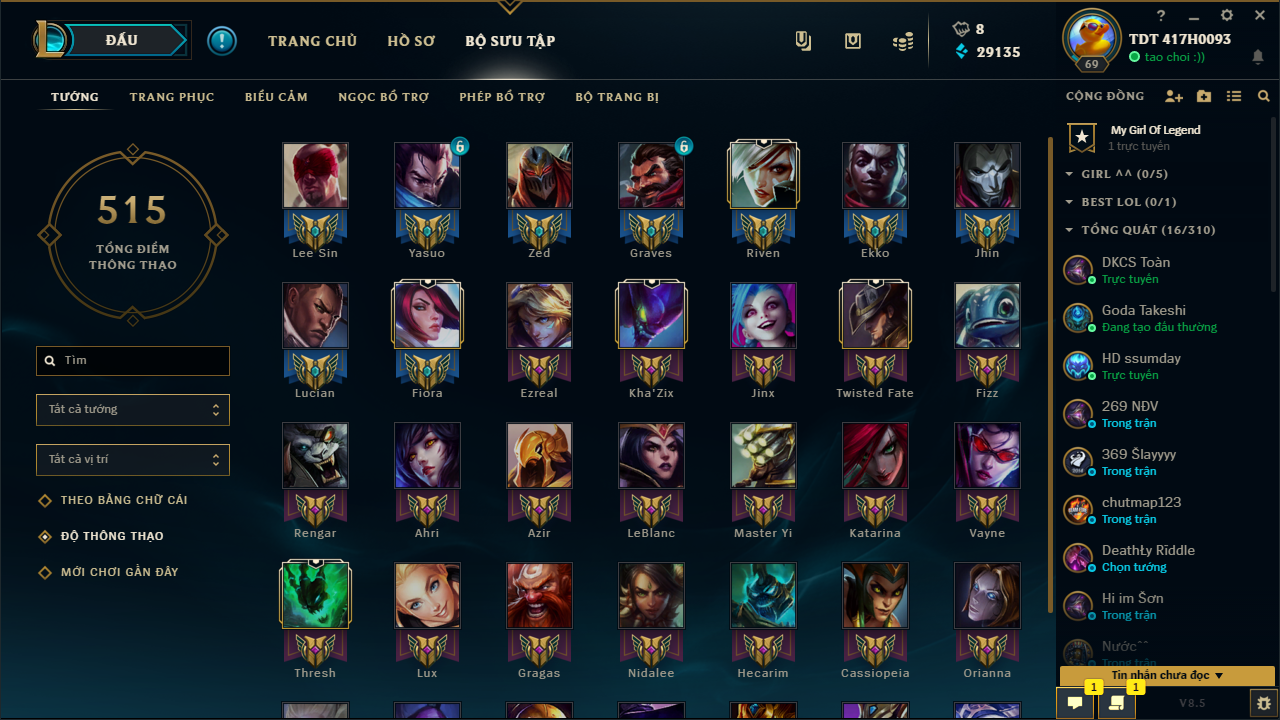 ĐẤU
TRANG CHỦ
HỒ SƠ
BỘ SƯU TẬP
8
29135
69
TDT 417H0093
tao choi :))
TƯỚNG
TRANG PHỤC
BIỂU CẢM
NGỌC BỔ TRỢ
PHÉP BỔ TRỢ
BỘ TRANG BỊ
CỘNG ĐỒNG
515
TỔNG ĐIỂM
THÔNG THẠO
Tìm
Tất cả tướng
Tất cả vị trí
THEO BẢNG CHỮ CÁI
ĐỘ THÔNG THẠO
MỚI CHƠI GẦN ĐÂY
6
6
Lee Sin
Yasuo
Zed
Graves
Riven
Ekko
Jhin
Lucian
Fiora
Ezreal
Kha'Zix
Jinx
Twisted Fate
Fizz
Rengar
Ahri
Azir
LeBlanc
Master Yi
Katarina
Vayne
Thresh
Lux
Gragas
Nidalee
Hecarim
Cassiopeia
Orianna
My Girl Of Legend
1 trực tuyến
GIRL ^^ (0/5)
BEST LOL (0/1)
TỔNG QUÁT (16/310)
DKCS Toàn
Trực tuyến
Goda Takeshi
Đang tạo đấu thường
HD ssumday
Trực tuyến
269 NĐV
Trong trận
369 Šlayyyy
Trong trận
chutmap123
Trong trận
DeathŁy Rīddle
Chọn tướng
Hi im Šơn
Trong trận
Nước^^
Trong trận
Tin nhắn chưa đọc
1
1
V8.5